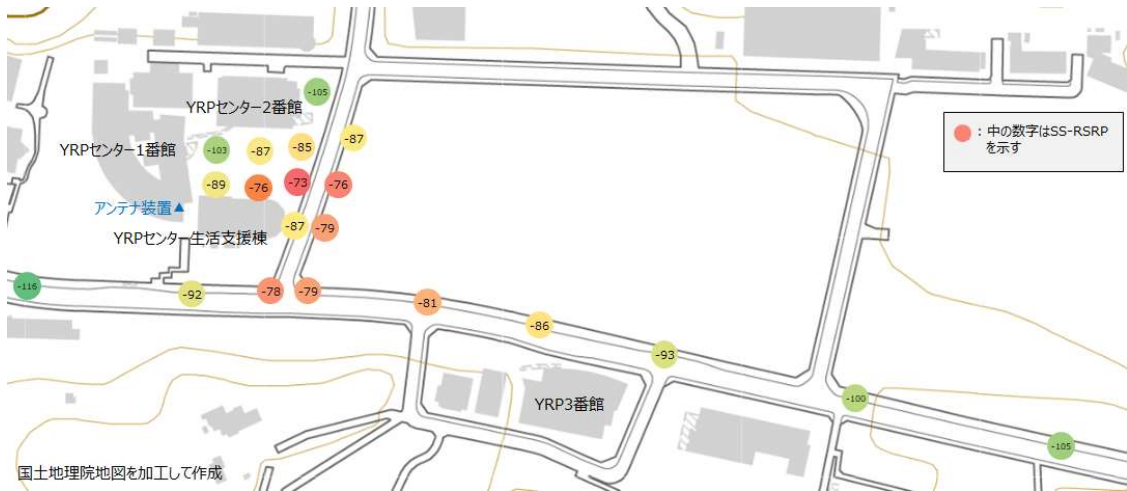 YRPセンター2番館
-105
YRPセンター1番館
-103
-87
-85
-87
●：中の数字はSS-RSRP
を示す
-89
-76
-73
-76
アンテナ装置▲
YRPセンター生活支援棟
-87
-79
-116
-92
-78
-79
-81
-86
-93
YRP3番館
-100
-105
国土地理院地図を加工して作成